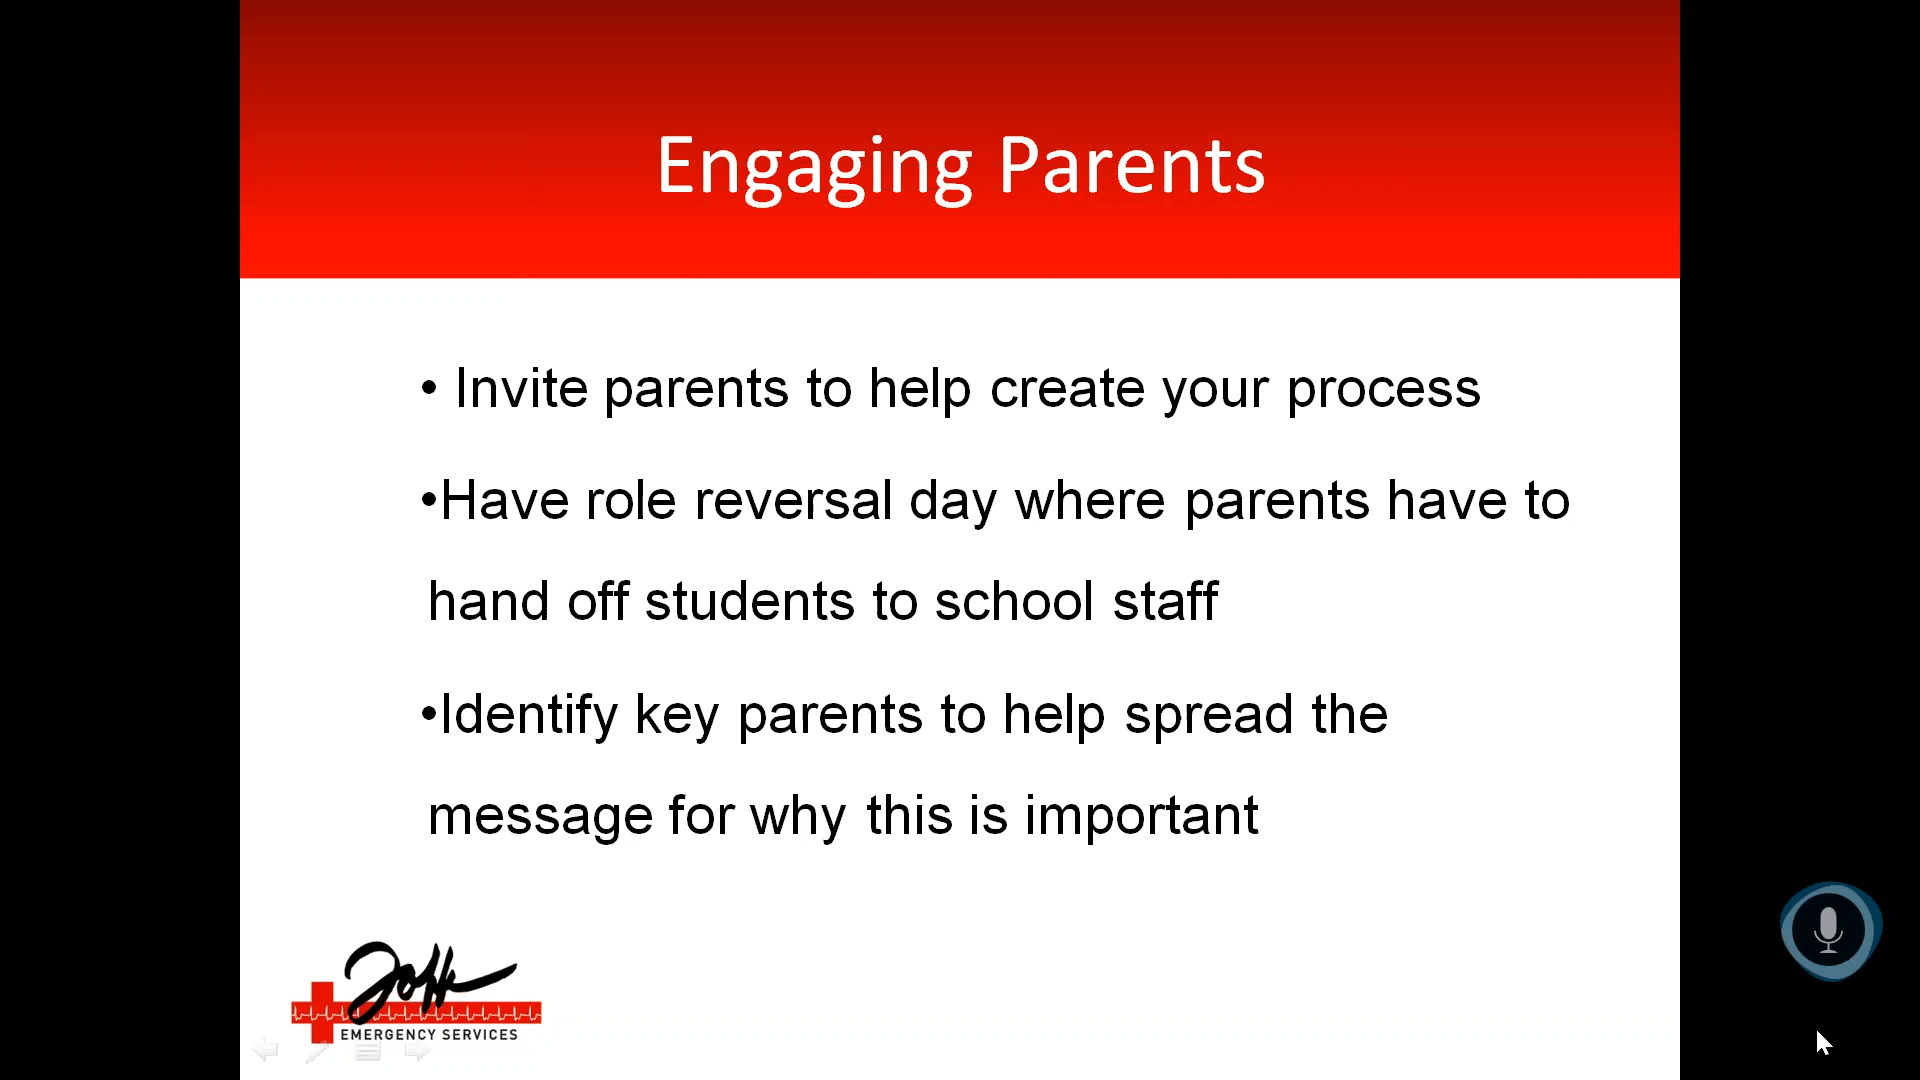 Engaging Parents
• Invite parents to help create your process
•Have role reversal day where parents have to
hand off students to school staff
•Identify key parents to help spread the
message for why this is important
Joffe
EMERGENCY SERVICES